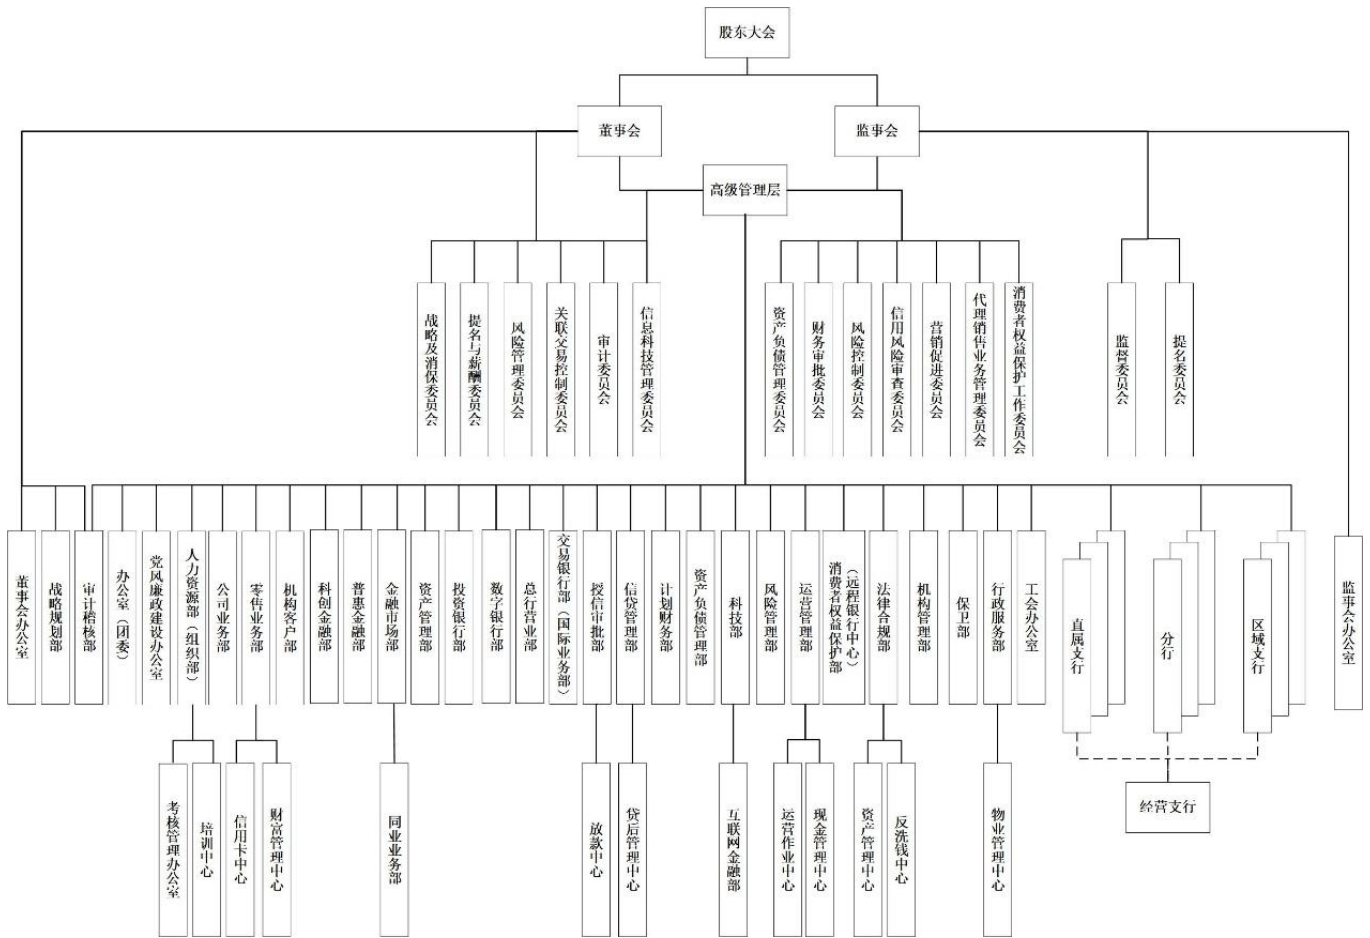 股东大会
董事会
监事会
高级管理层
战略及消保委员会
提名与薪酬委员会
风险管理委员会
关联交易控制委员会
审计委员会
信息科技管理委员会
资产负债管理委员会
财务审批委员会
风险控制委员会
信用风险审查委员会
营销促进委员会
代理销售业务管理委员会
消费者权益保护工作委员会
监督委员会
提名委员会
董事会办公室
战略规划部
审计稽核部
办公室（团委）
党风廉政建设办公室
人力资源部（组织部）
公司业务部
零售业务部
机构客户部
科创金融部
普惠金融部
金融市场部
资产管理部
投资银行部
数字银行部
总行营业部
交易银行部（国际业务部）
授信审批部
信贷管理部
计划财务部
资产负债管理部
科技部
风险管理部
运营管理部
消费者权益保护部
（远程银行中心）
法律合规部
机构管理部
保卫部
行政服务部
工会办公室
直属支行
分行
区域支行
监事会办公室
考核管理办公室
培训中心
信用卡中心
财富管理中心
同业业务部
放款中心
贷后管理中心
互联网金融部
运营作业中心
现金管理中心
资产管理中心
反洗钱中心
物业管理中心
经营支行